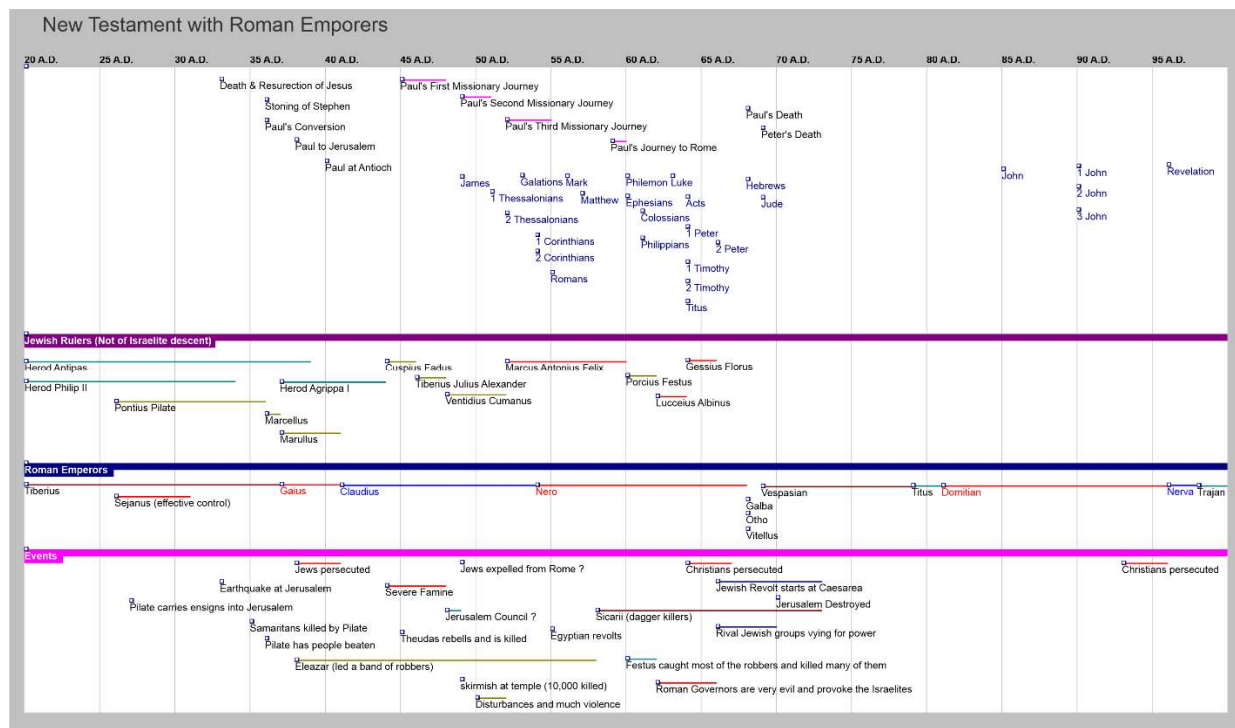 New Testament with Roman Emporers
20 A.D. 25 A.D. 30 A.D. 35 A.D. 40 A.D. 45 A.D. 50 A.D. 55 A.D. 60 A.D. 65 A.D. 70 A.D. 75 A.D. 80 A.D. 85 A.D. 90 A.D. 95 A.D.
Death & Resurection of Jesus Paul's First Missionary Journey
Stoning of Stephen Paul's Second Missionary Journey
Paul's Death
Paul's Conversion Paul's Third Missionary Journey
Peter's Death
Paul to Jerusalem Paul's Journey to Rome
Paul at Antioch
James Galations Mark Philemon Luke Hebrews John 1 John Revelation
1 Thessalonians Matthew Ephesians Acts Jude 2 John
2 Thessalonians Colossians 3 John
1 Peter
1 Corinthians Philippians 2 Peter
2 Corinthians 1 Timothy
Romans 2 Timothy
Titus
Jewish Rulers (Not of Israelite descent)
Herod Antipas Cuspius Fadus Marcus Antonius Felix Gessius Florus
Herod Philip II Herod Agrippa I Tiberius Julius Alexander Porcius Festus
Pontius Pilate Ventidius Cumanus Lucceius Albinus
Marcellus
Marullus
Roman Emperors
Tiberius Gaius Claudius Nero Vespasian Titus Domitian Nerva Trajan
Sejanus (effective control) Galba
Otho
Vitellus
Events
Jews persecuted Jews expelled from Rome ? Christians persecuted Christians persecuted
Earthquake at Jerusalem Severe Famine Jewish Revolt starts at Caesarea
Pilate carries ensigns into Jerusalem Jerusalem Destroyed
Jerusalem Council ? Sicarii (dagger killers)
Samaritans killed by Pilate Theudas rebells and is killed Egyptian revolts Rival Jewish groups vying for power
Pilate has people beaten
Eleazar (led a band of robbers) Festus caught most of the robbers and killed many of them
skirmish at temple (10,000 killed) Roman Governors are very evil and provoke the Israelites
Disturbances and much violence